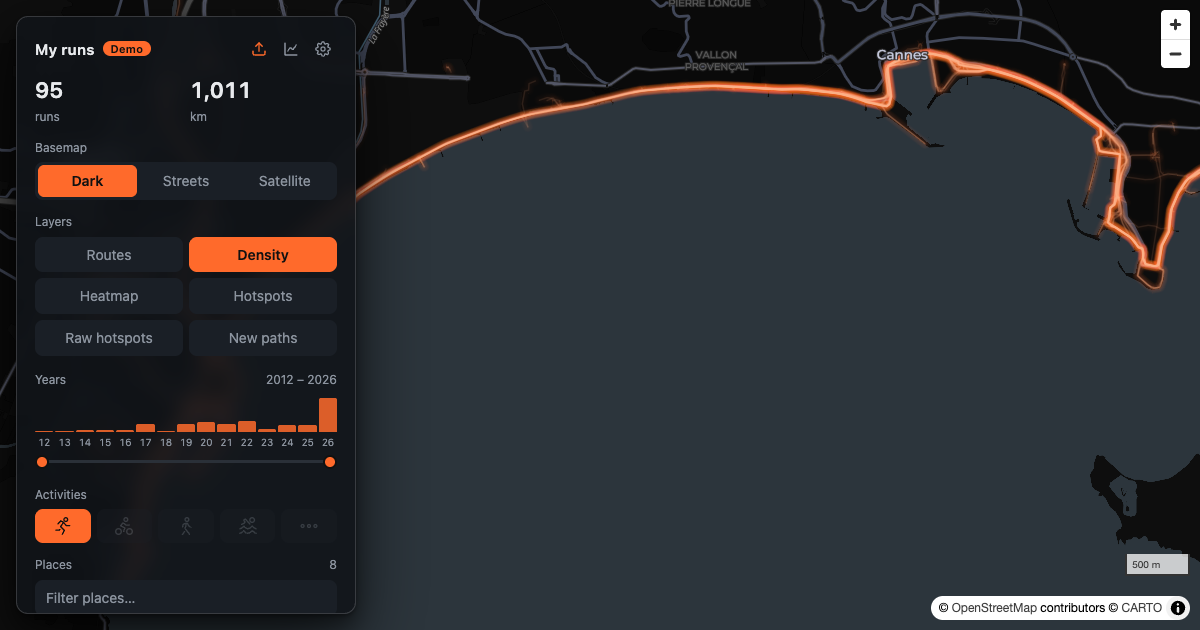 My runs Demo
95 1,011
runs km
Basemap
Dark Streets Satellite
Layers
Routes Density
Heatmap Hotspots
Raw hotspots New paths
Years 2012 – 2026
12 13 14 15 16 17 18 19 20 21 22 23 24 25 26
Activities
Places 8
Filter places...
La Frayère
PIERRE LONGUE
VALLON
PROVENÇAL
Cannes
+
−
500 m
© OpenStreetMap contributors © CARTO